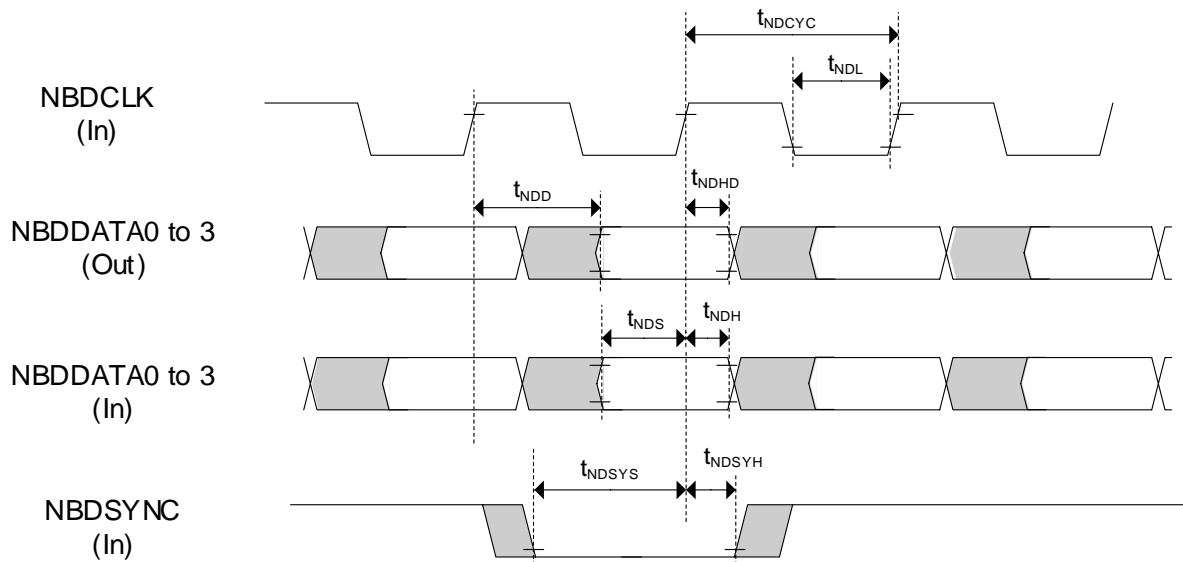 tNDCYC
tNDL
NBDCLK
(In)
tNDD
tNDHD
NBDDATA0 to 3
(Out)
tNDS
tNDH
NBDDATA0 to 3
(In)
tNDSYS
tNDSYH
NBDSYNC
(In)